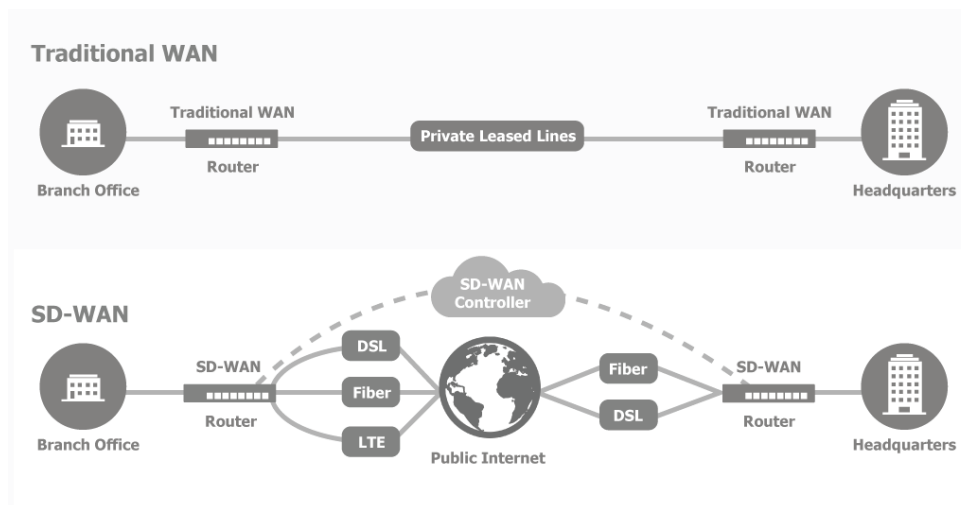 Traditional WAN
Traditional WAN
Traditional WAN
Private Leased Lines
Router
Router
Branch Office
Headquarters
SD-WAN
Controller
SD-WAN
DSL
SD-WAN
SD-WAN
Fiber
Fiber
DSL
Router
Router
LTE
Branch Office
Public Internet
Headquarters